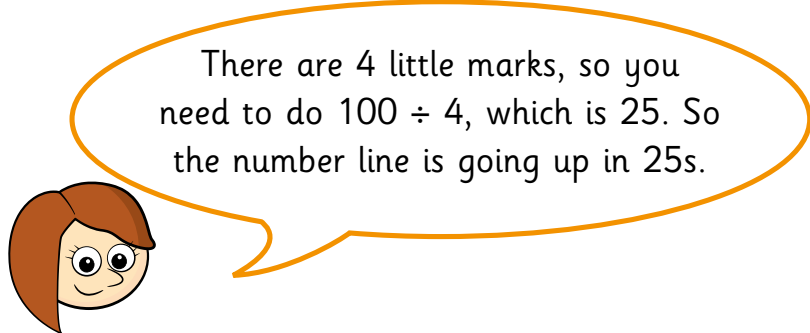 There are 4 little marks, so you
need to do 100 ÷ 4, which is 25. So
the number line is going up in 25s.